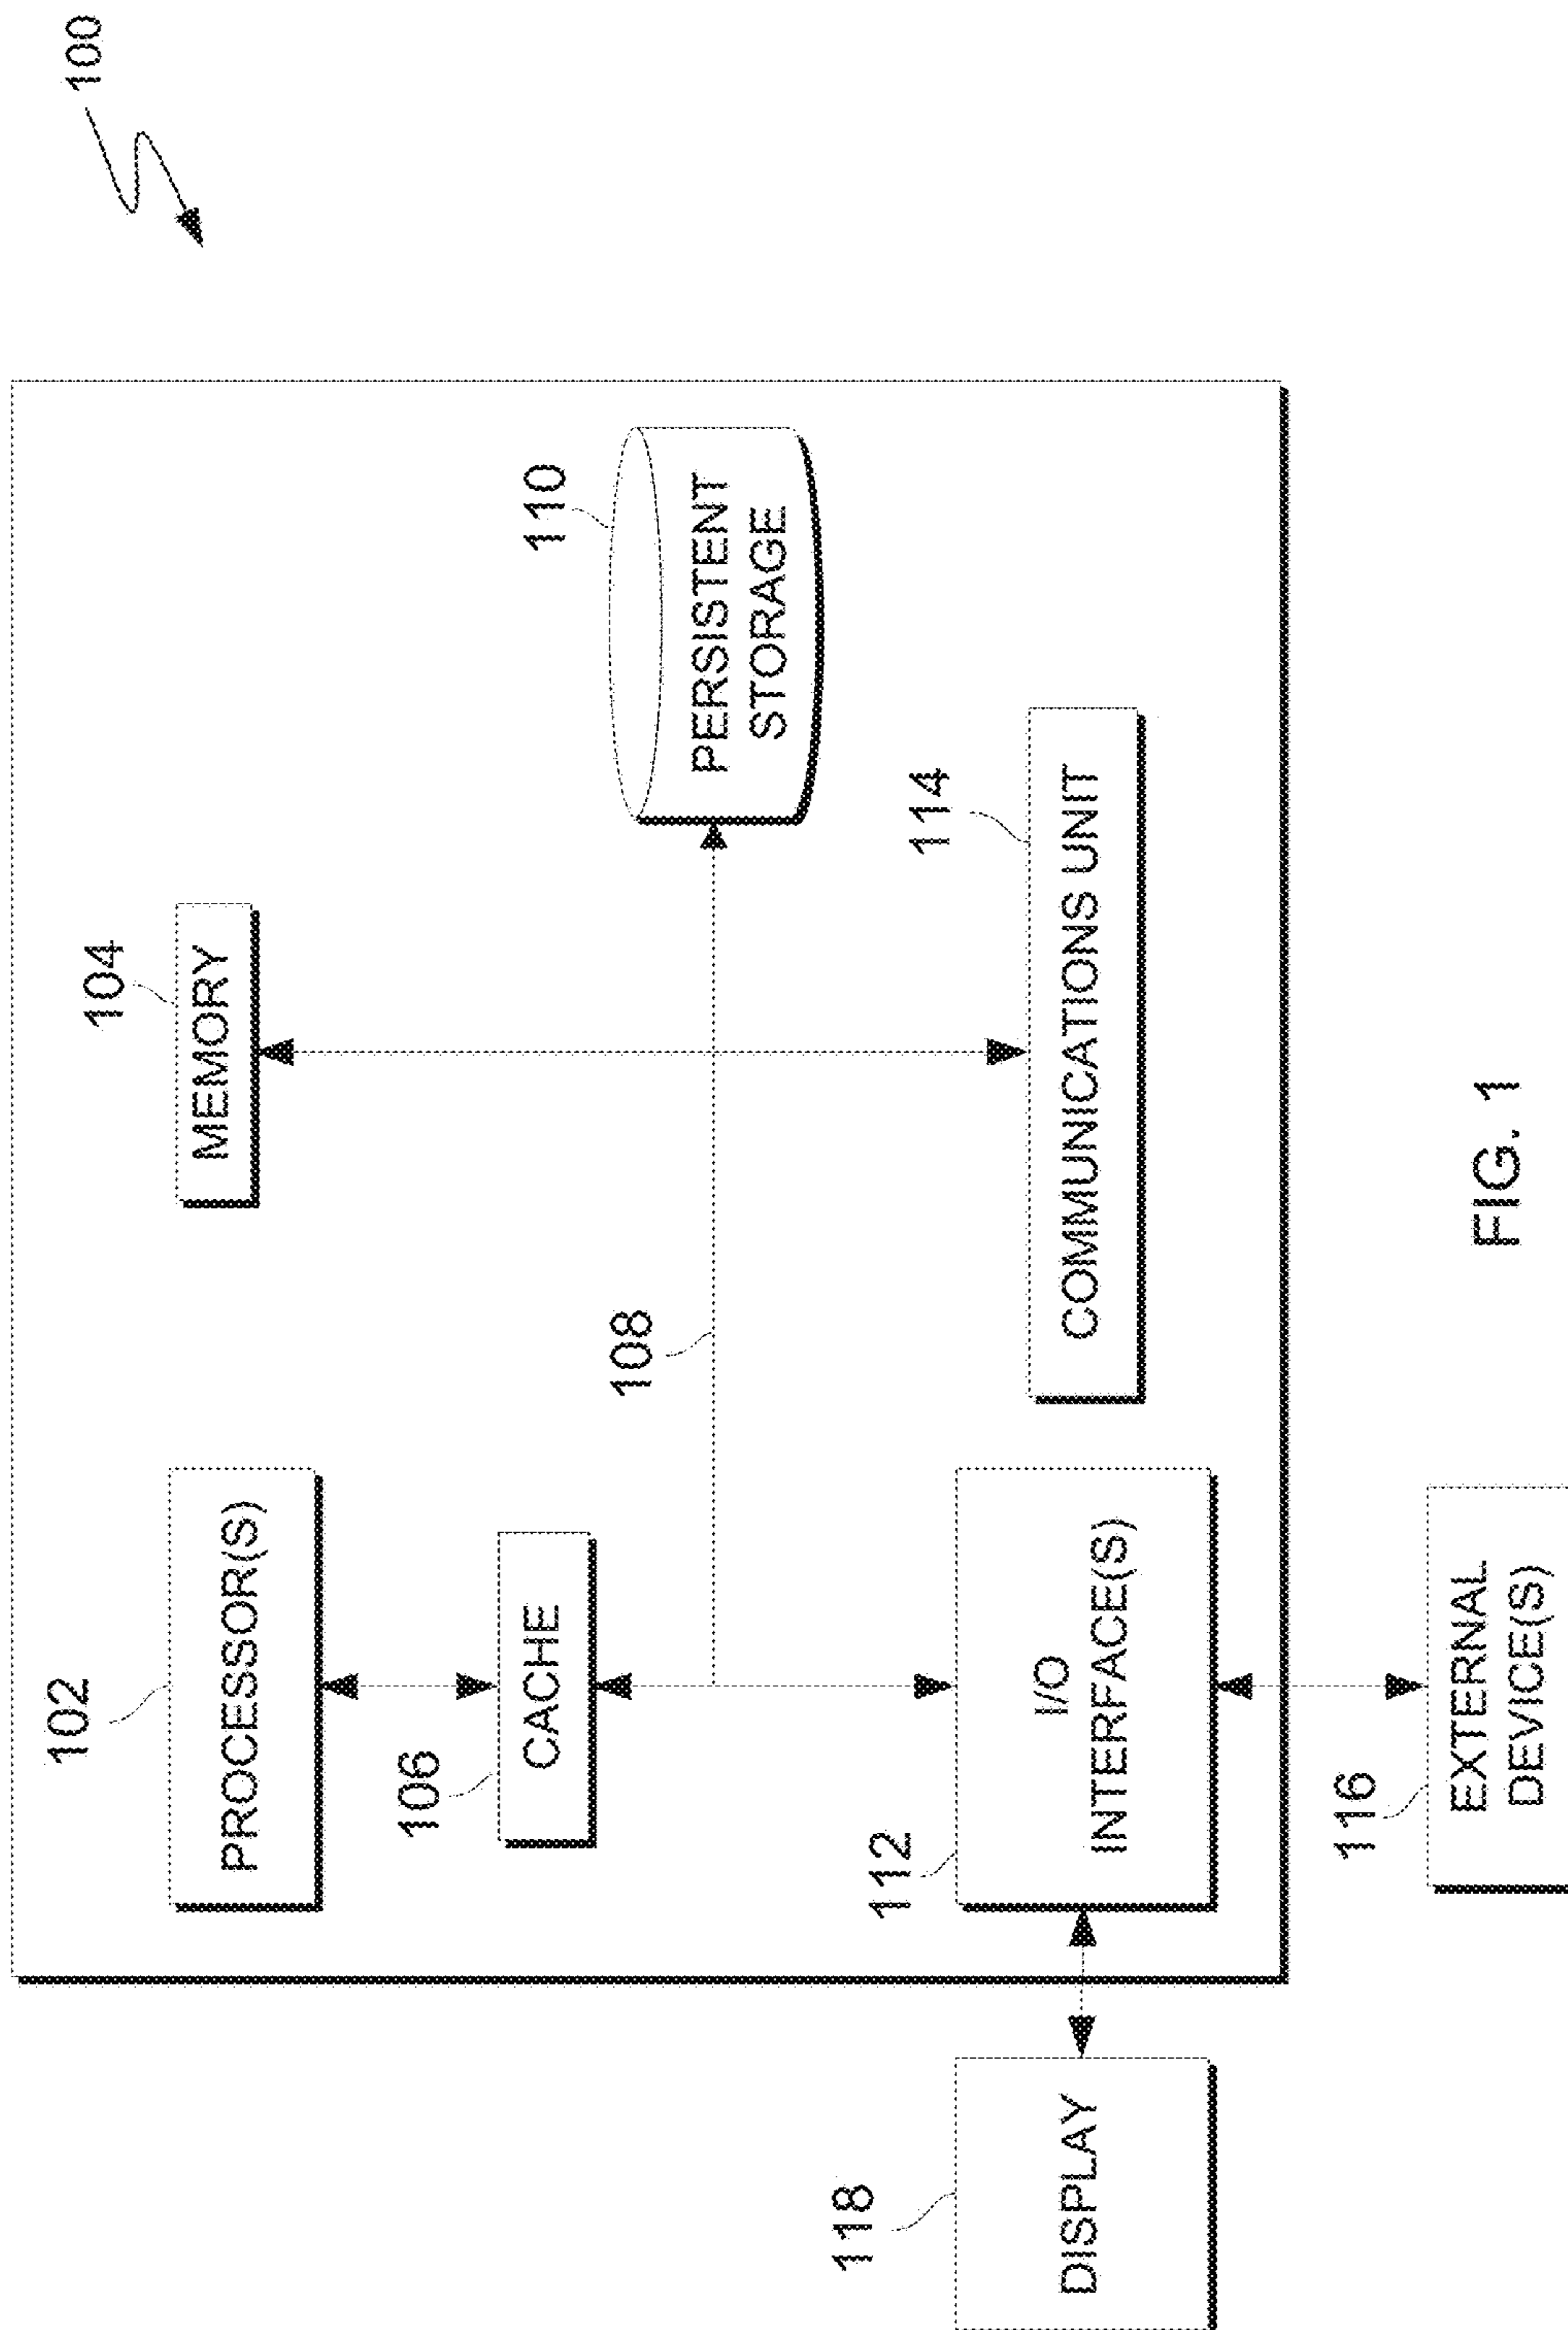 100
102
PROCESSOR(S)
104
MEMORY
106
CACHE
108
110
PERSISTENT
STORAGE
112
I/O
INTERFACE(S)
114
COMMUNICATIONS UNIT
118
DISPLAY
116
EXTERNAL
DEVICE(S)
FIG. 1